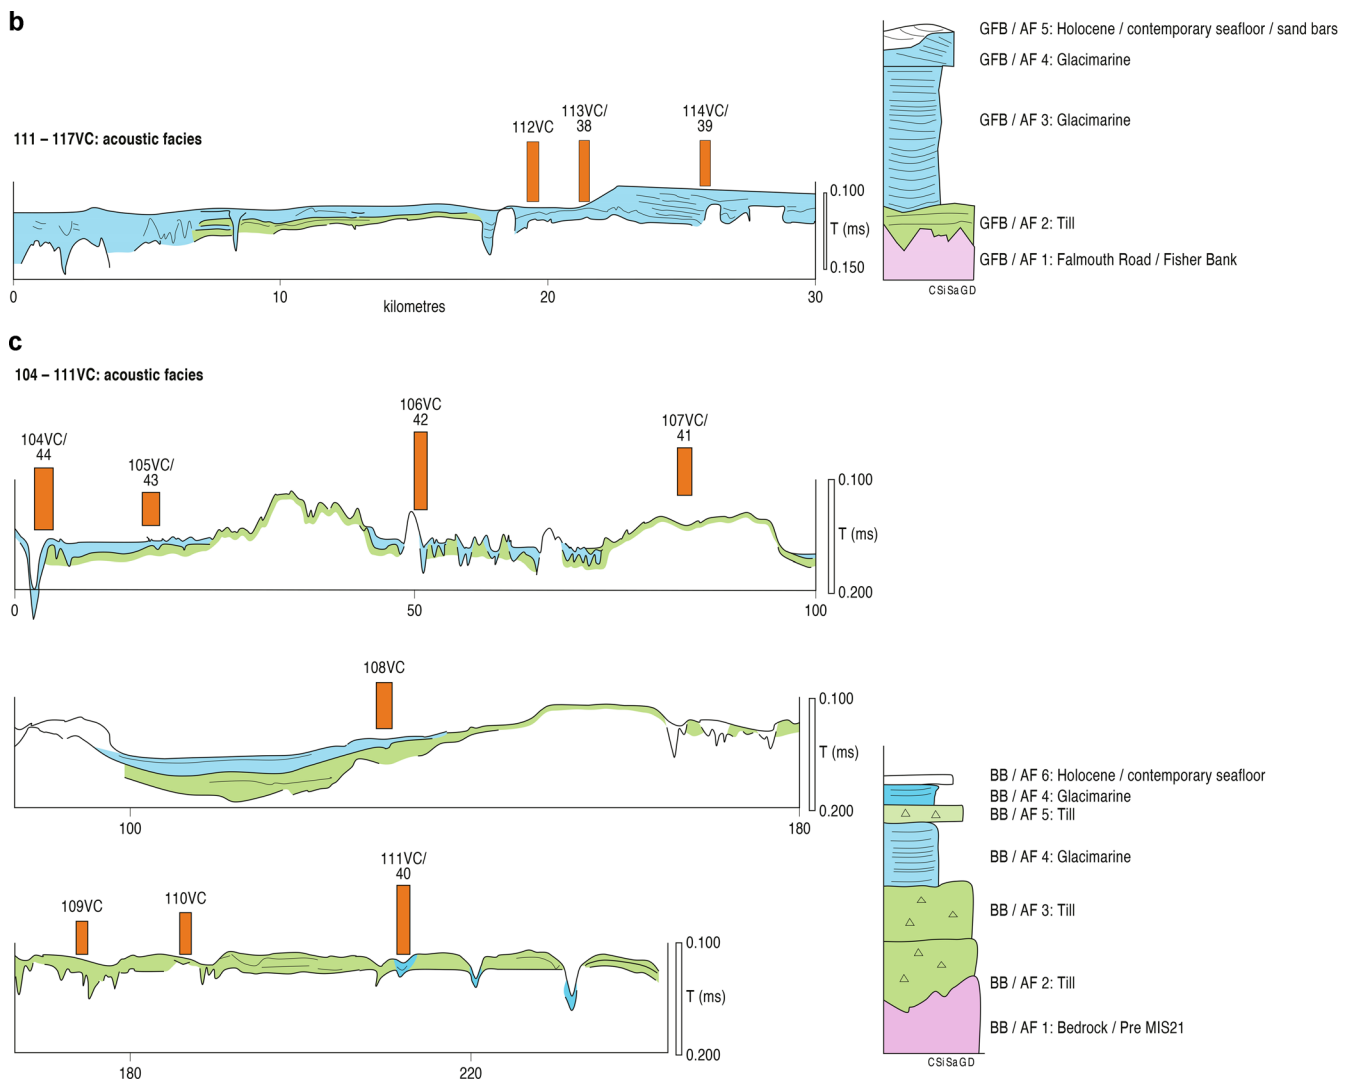 b
GFB / AF 5: Holocene / contemporary seafloor / sand bars
GFB / AF 4: Glacimarine
GFB / AF 3: Glacimarine
GFB / AF 2: Till
GFB / AF 1: Falmouth Road / Fisher Bank
CSiSaGD
111 – 117VC: acoustic facies
112VC
113VC/
38
114VC/
39
0.100
T (ms)
0.150
0
10
20
30
kilometres
c
104 – 111VC: acoustic facies
104VC/
44
105VC/
43
106VC
42
107VC/
41
0.100
T (ms)
0.200
0
50
100
108VC
0.100
T (ms)
0.200
100
180
109VC
110VC
111VC/
40
0.100
T (ms)
0.200
180
220
BB / AF 6: Holocene / contemporary seafloor
BB / AF 4: Glacimarine
BB / AF 5: Till
BB / AF 4: Glacimarine
BB / AF 3: Till
BB / AF 2: Till
BB / AF 1: Bedrock / Pre MIS21
CSiSaGD